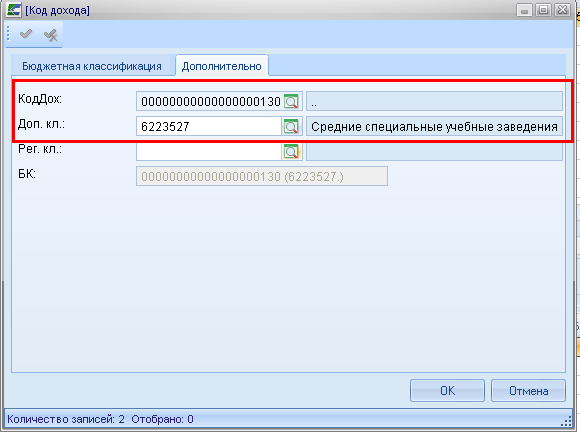 [Код дохода]
Бюджетная классификация Дополнительно
КодДох: 00000000000000000130 ..
Доп. кл.: 6223527 Средние специальные учебные заведения
Рег. кл.:
БК: 00000000000000000130 (6223527.)
OK Отмена
Количество записей: 2 Отобрано: 0